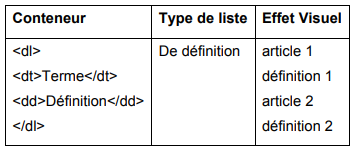 Conteneur Type de liste Effet Visuel
<dl> De définition article 1
<dt>Terme</dt> définition 1
<dd>Définition</dd> article 2
</dl> définition 2